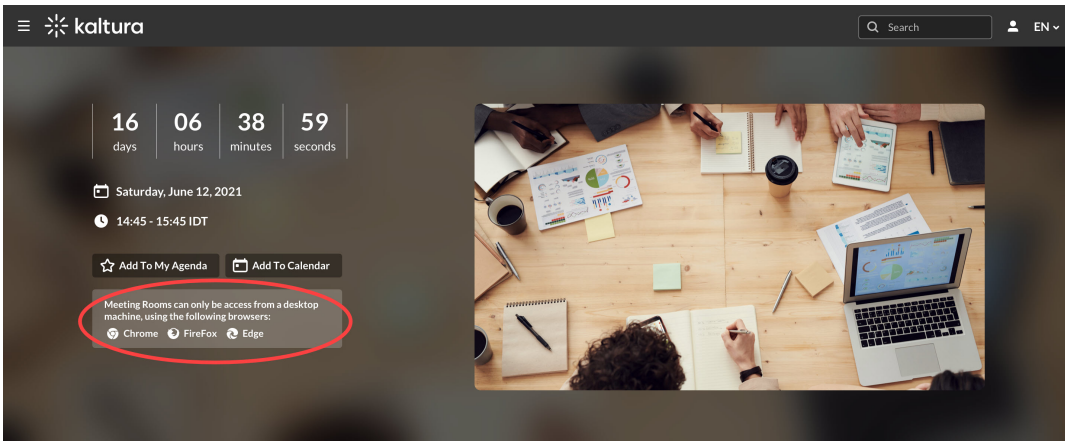 kaltura
Search
EN
16 06 38 59
days hours minutes seconds
Saturday, June 12, 2021
14:45 - 15:45 IDT
Add To My Agenda Add To Calendar
Meeting Rooms can only be access from a desktop
machine, using the following browsers:
Chrome FireFox Edge